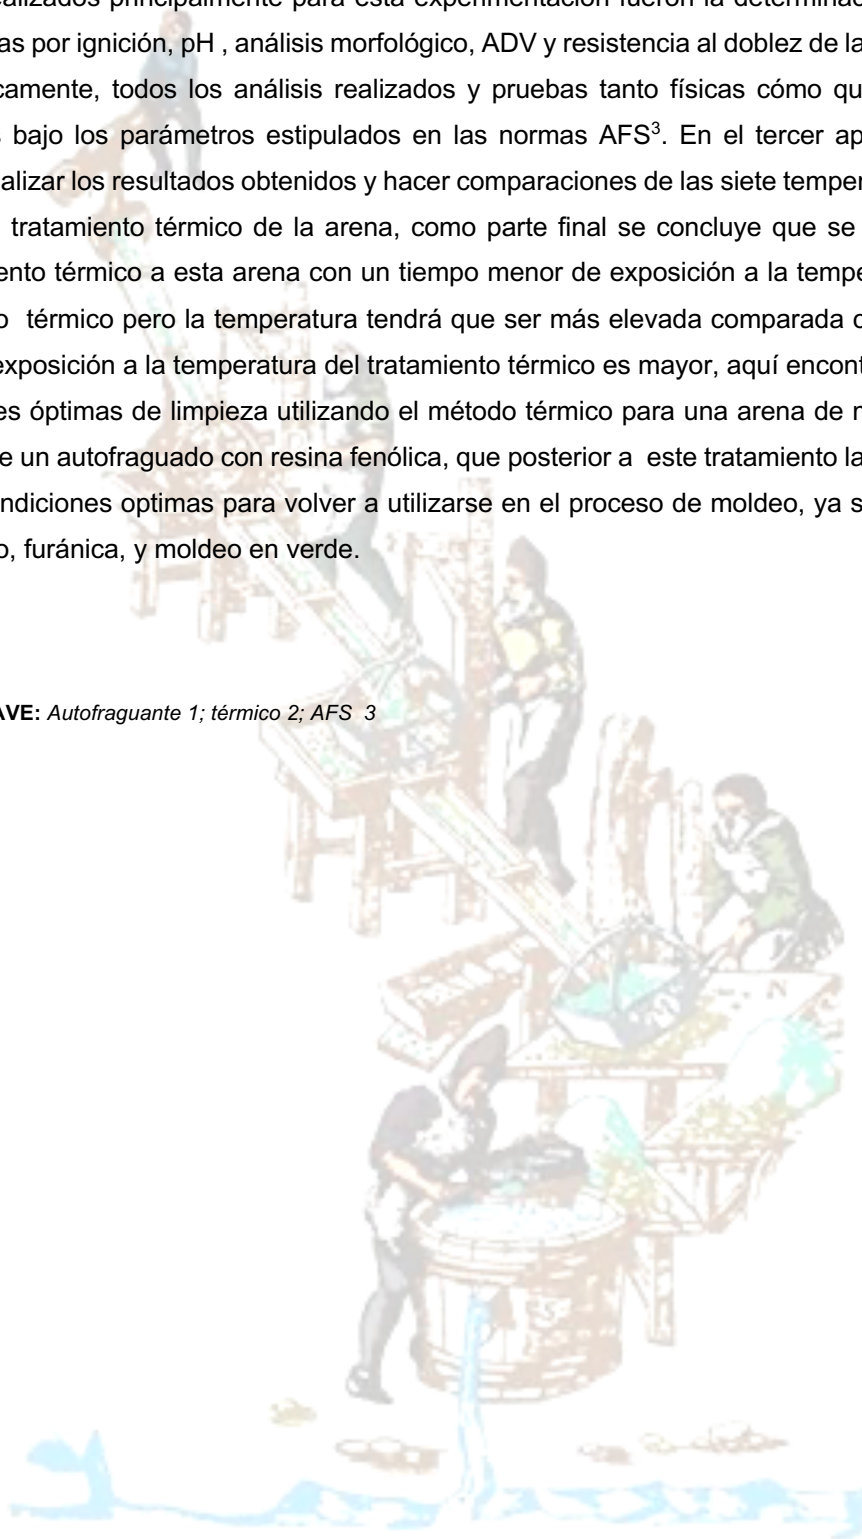 alizados principalmente para esta experimentación fueron la determinac
as por ignición, pH , análisis morfológico, ADV y resistencia al doblez de la
camente, todos los análisis realizados y pruebas tanto físicas cómo qu
s bajo los parámetros estipulados en las normas AFS³. En el tercer ap
alizar los resultados obtenidos y hacer comparaciones de las siete temper
tratamiento térmico de la arena, como parte final se concluye que se
ento térmico a esta arena con un tiempo menor de exposición a la tempe
o térmico pero la temperatura tendrá que ser más elevada comparada c
exposición a la temperatura del tratamiento térmico es mayor, aquí encont
es óptimas de limpieza utilizando el método térmico para una arena de
e un autofraguado con resina fenólica, que posterior a este tratamiento la
ndiciones optimas para volver a utilizarse en el proceso de moldeo, ya s
o, furánica, y moldeo en verde.
AVE: Autofraguante 1; térmico 2; AFS 3